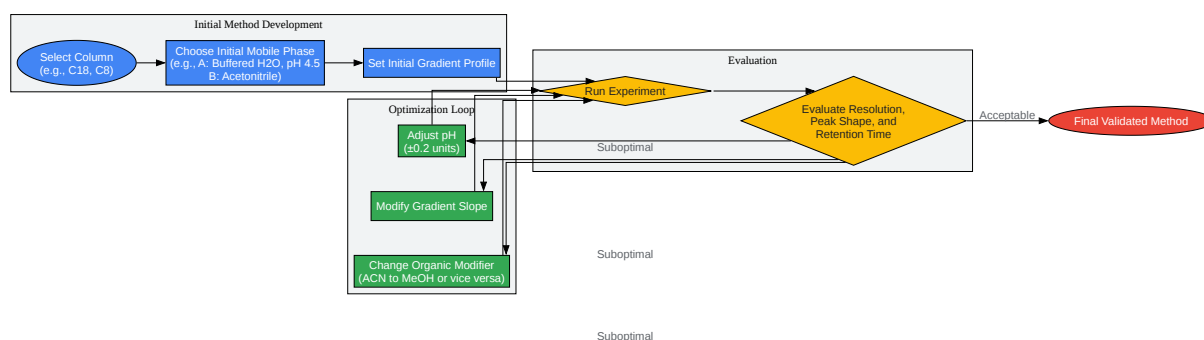 Initial Method Development
Select Column
(e.g., C18, C8)
Choose Initial Mobile Phase
(e.g., A: Buffered H2O, pH 4.5
B: Acetonitrile)
Set Initial Gradient Profile
Evaluation
Run Experiment
Evaluate Resolution,
Peak Shape, and
Retention Time
Acceptable
Final Validated Method
Optimization Loop
Adjust pH
(±0.2 units)
Suboptimal
Modify Gradient Slope
Suboptimal
Change Organic Modifier
(ACN to MeOH or vice versa)
Suboptimal